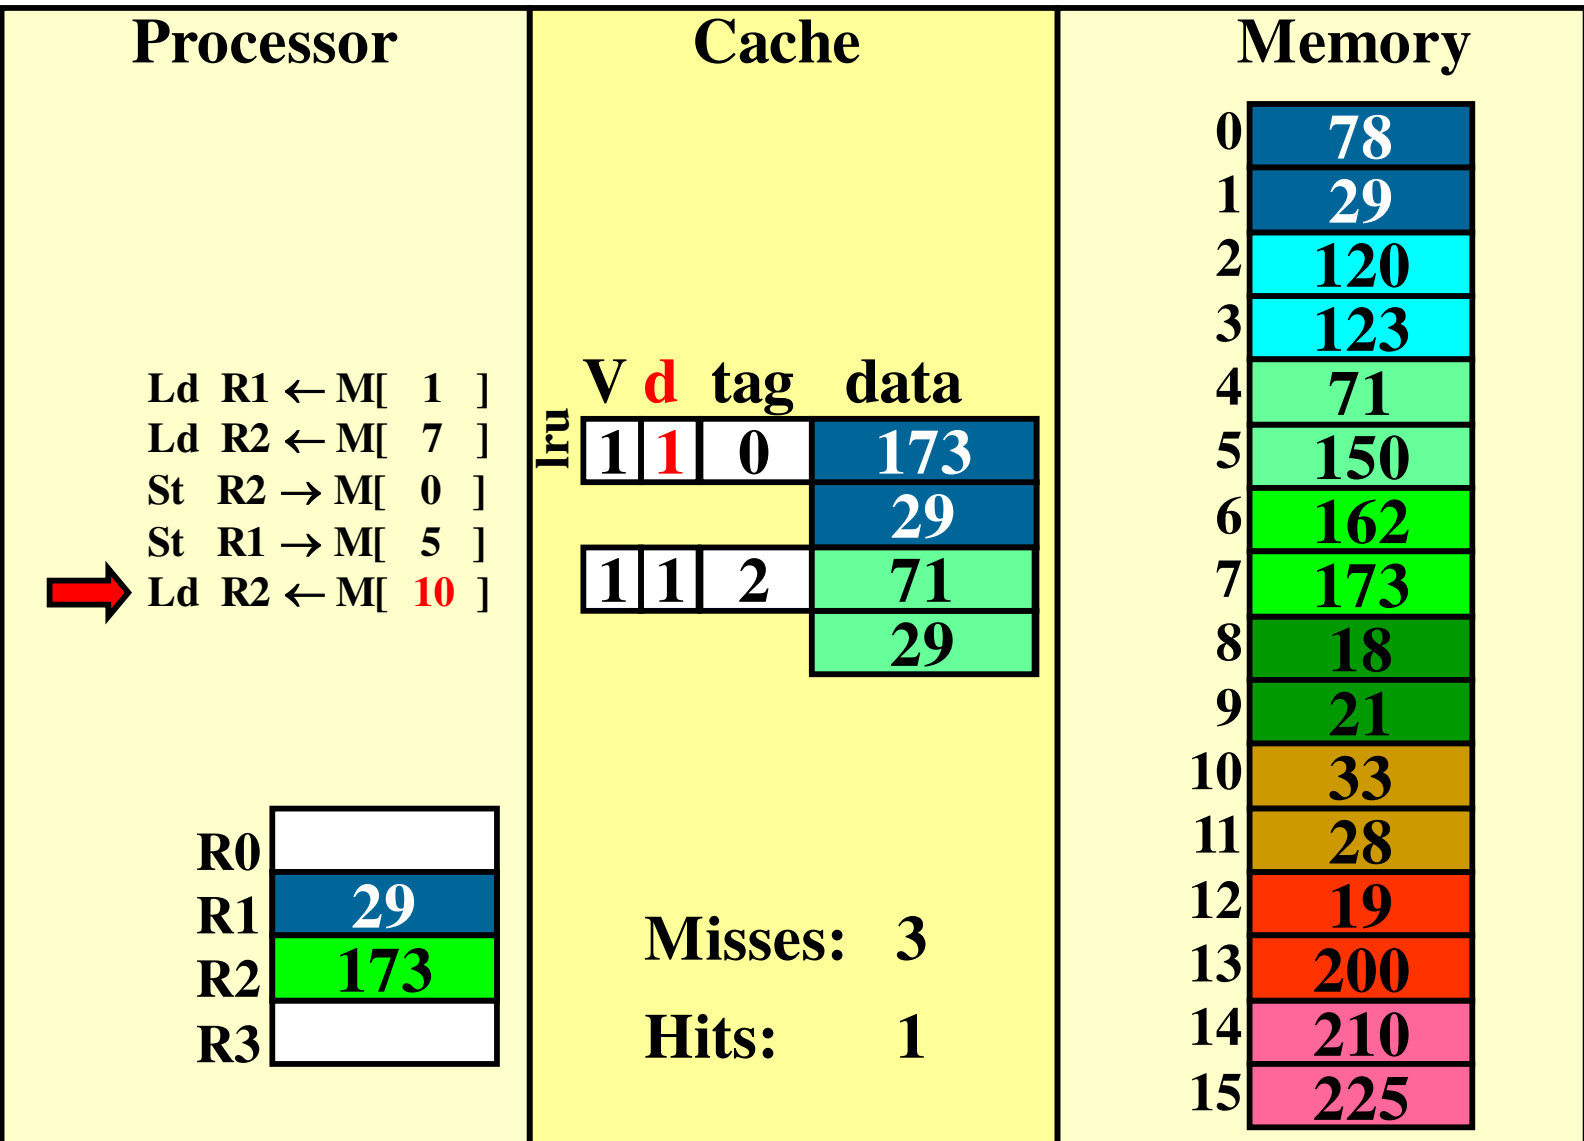 Processor
Ld R1 ← M[ 1 ]
Ld R2 ← M[ 7 ]
St R2 → M[ 0 ]
St R1 → M[ 5 ]
Ld R2 ← M[ 10 ]
R0
R1 29
R2 173
R3
Cache
V d tag data
lru
1 1 0 173
29
1 1 2 71
29
Misses: 3
Hits: 1
Memory
0 78
1 29
2 120
3 123
4 71
5 150
6 162
7 173
8 18
9 21
10 33
11 28
12 19
13 200
14 210
15 225